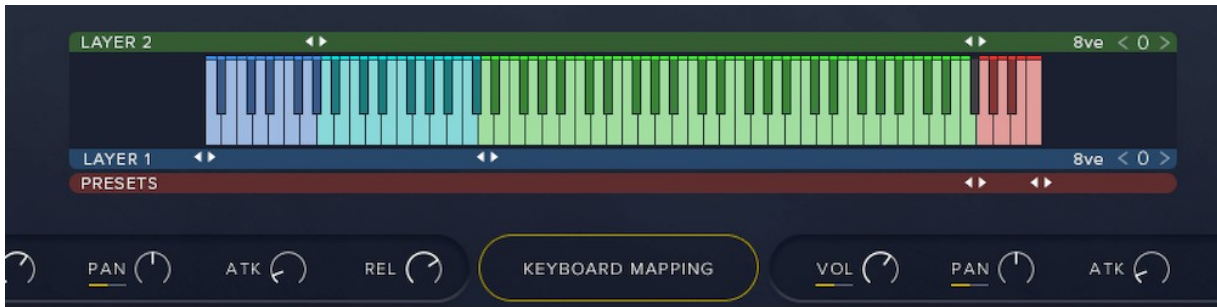 LAYER 2 8ve < 0 >
LAYER 1 8ve < 0 >
PRESETS
PAN ATK REL KEYBOARD MAPPING VOL PAN ATK